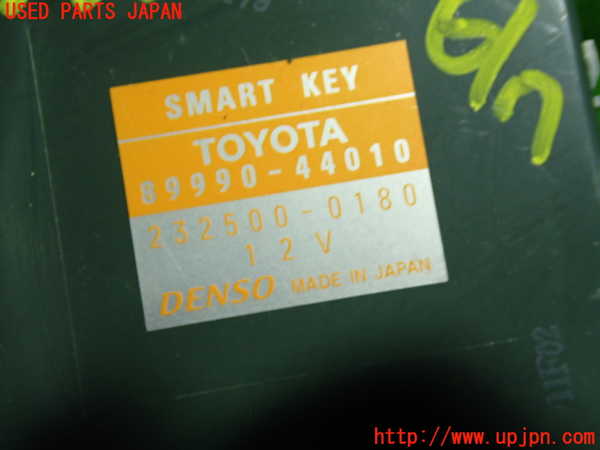 USED PARTS JAPAN
SMART KEY
TOYOTA
89990-44010
232500-0180
12V
DENSO MADE IN JAPAN
11F02
http://www.upjpn.com